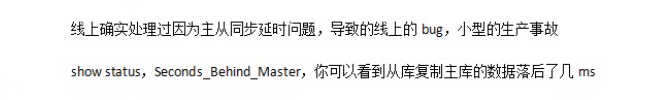 线上确实处理过因为主从同步延时问题，导致的线上的 bug，小型的生产事故
show status，Seconds_Behind_Master，你可以看到从库复制主库的数据落后了几 ms